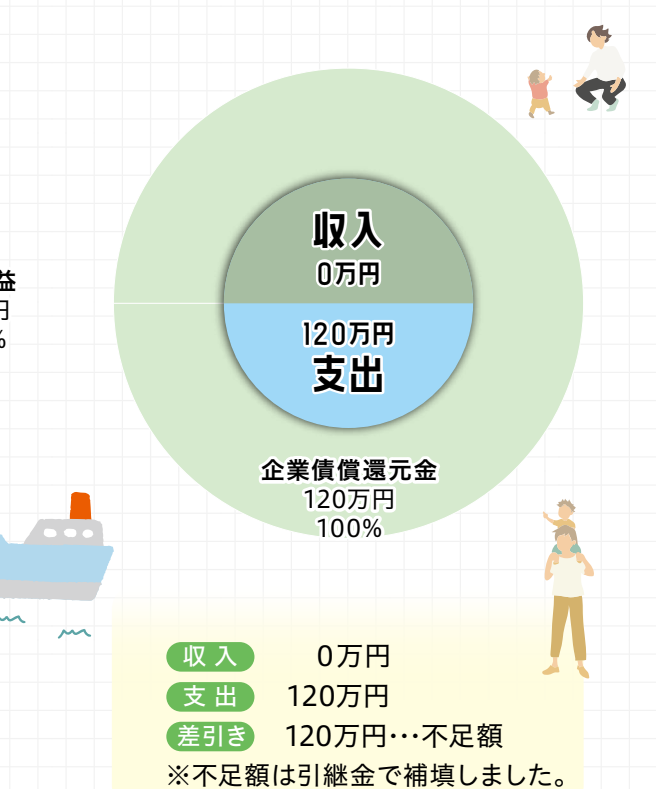 収入
0万円
120万円
支出
益
円
%
企業債償還元金
120万円
100%
収入 0万円
支出 120万円
差引き 120万円…不足額
※不足額は引継金で補填しました。